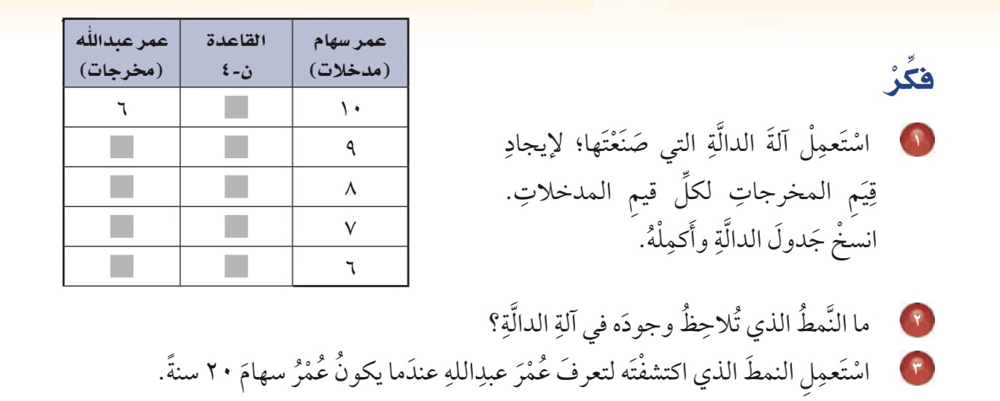 فكِّرْ
١ اسْتَعمِلْ آلةَ الدالَّةِ التي صَنَعْتَها؛ لإيجادِ
قِيَمِ المخرجاتِ لكلِّ قيمِ المدخلاتِ.
انسخْ جَدولَ الدالَّةِ وأَكمِلْهُ.
عمر سهام (مدخلات) القاعدة ن-٤ عمر عبدالله (مخرجات)
١٠ ٦
٩
٨
٧
٦
٢ ما النَّمطُ الذي تُلاحِظُ وجودَه في آلةِ الدالَّةِ؟
٣ اسْتَعمِلِ النمطَ الذي اكتشفْتَه لتعرفَ عُمْرَ عبدِاللهِ عندَما يكونُ عُمْرُ سهامَ ٢٠ سنةً.